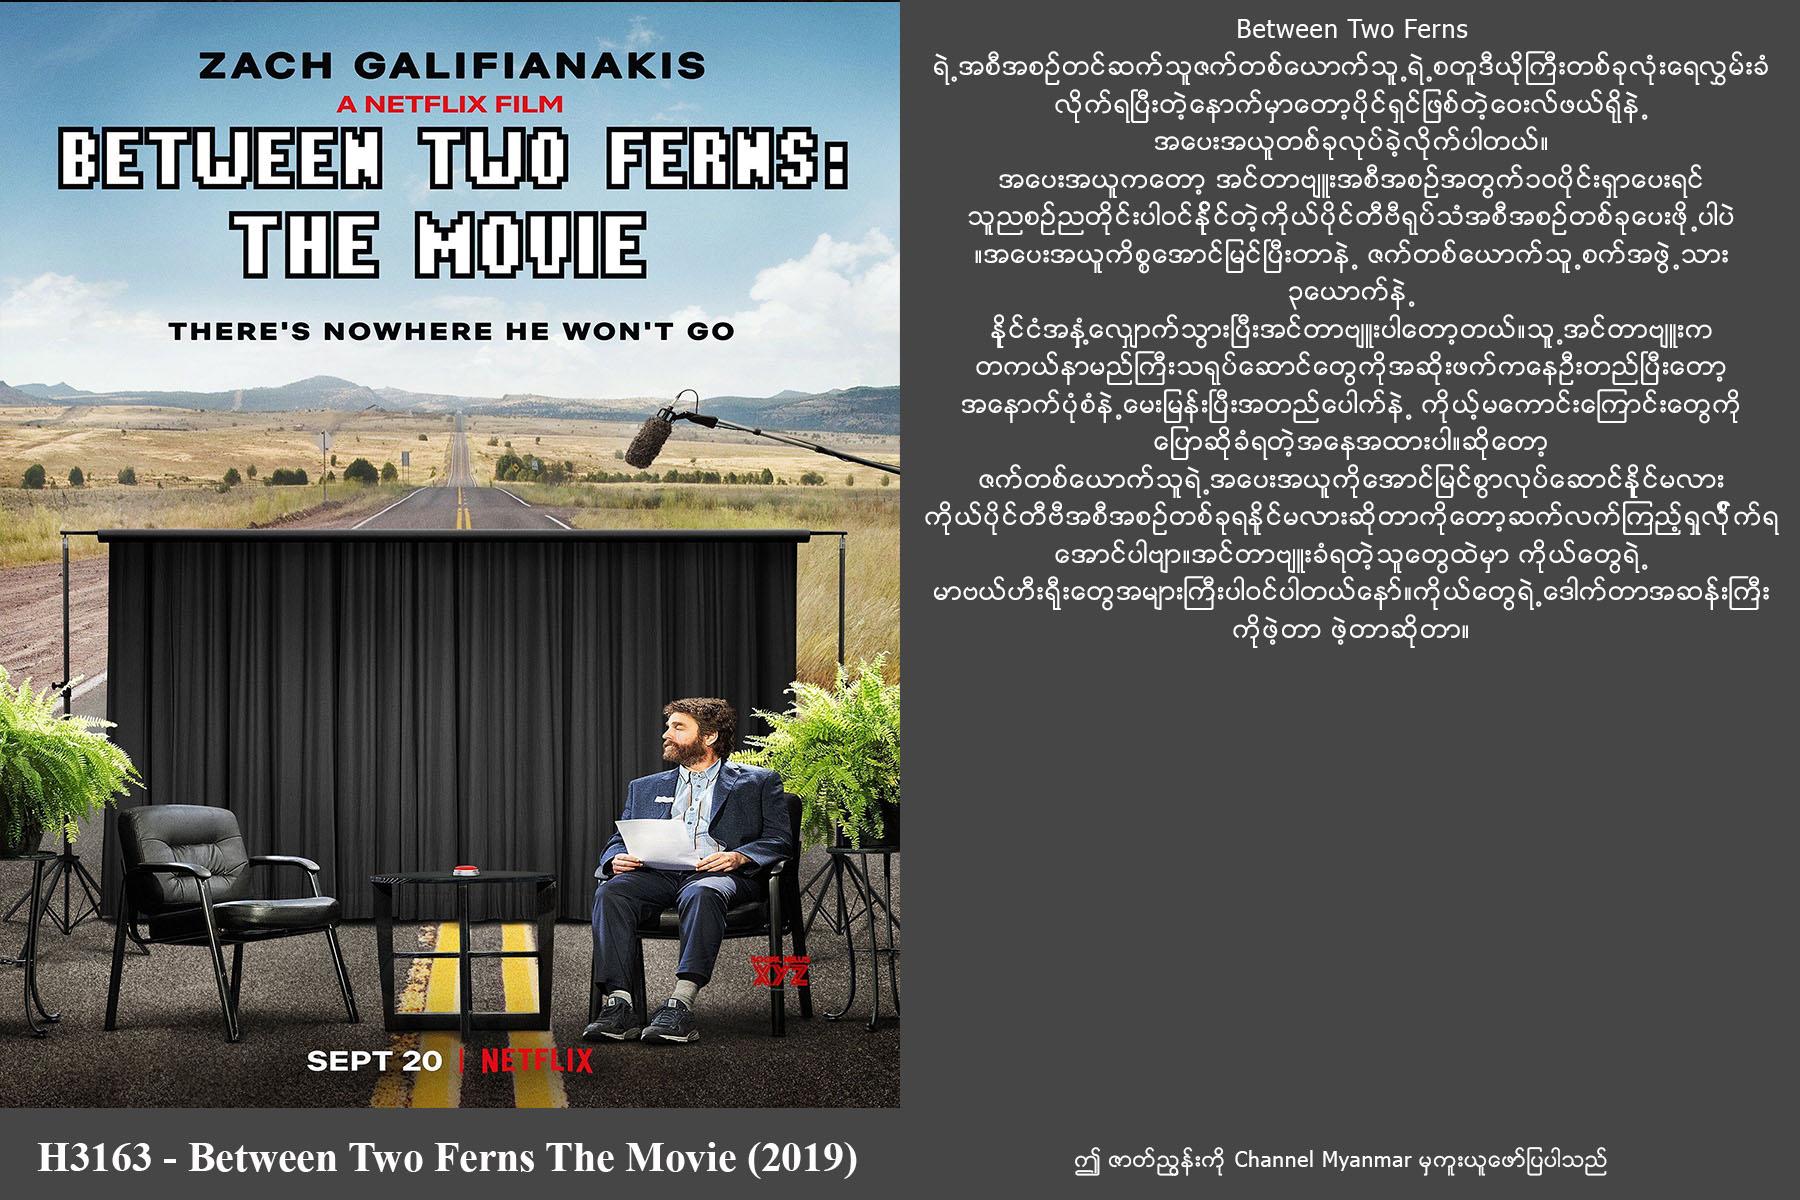 ZACH GALIFIANAKIS
A NETFLIX FILM
BETWEEN TWO FERNS:
THE MOVIE
THERE'S NOWHERE HE WON'T GO
SOCIAL NEWS
XYZ
SEPT 20 | NETFLIX
H3163 - Between Two Ferns The Movie (2019)
Between Two Ferns
ရဲ့အစီအစဉ်တင်ဆက်သူဇက်တစ်ယောက်သူ့ရဲ့စတူဒီယိုကြီးတစ်ခုလုံးရေလွှမ်းခံ
လိုက်ရပြီးတဲ့နောက်မှာတော့ပိုင်ရှင်ဖြစ်တဲ့ဝေးလ်ဖယ်ရိုနဲ့
အပေးအယူတစ်ခုလုပ်ခဲ့လိုက်ပါတယ်။
အပေးအယူကတော့ အင်တာဗျူးအစီအစဉ်အတွက်၁၀ပိုင်းရှာပေးရင်
သူညစဉ်ညတိုင်းပါဝင်နိုင်တဲ့ကိုယ်ပိုင်တီဗီရုပ်သံအစီအစဉ်တစ်ခုပေးဖို့ပါပဲ
။အပေးအယူကိစ္စအောင်မြင်ပြီးတာနဲ့ ဇက်တစ်ယောက်သူ့စက်အဖွဲ့သား
၃ယောက်နဲ့
နိုင်ငံအနှံ့လျှောက်သွားပြီးအင်တာဗျူးပါတော့တယ်။သူ့အင်တာဗျူးက
တကယ်နာမည်ကြီးသရုပ်ဆောင်တွေကိုအဆိုးဖက်ကနေဦးတည်ပြီးတော့
အနောက်ပုံစံနဲ့မေးမြန်းပြီးအတည်ပေါက်နဲ့ ကိုယ့်မကောင်းကြောင်းတွေကို
ပြောဆိုခံရတဲ့အနေအထားပါ။ဆိုတော့
ဇက်တစ်ယောက်သူရဲ့အပေးအယူကိုအောင်မြင်စွာလုပ်ဆောင်နိုင်မလား
ကိုယ်ပိုင်တီဗီအစီအစဉ်တစ်ခုရနိုင်မလားဆိုတာကိုတော့ဆက်လက်ကြည့်ရှုလိုက်ရ
အောင်ပါဗျာ။အင်တာဗျူးခံရတဲ့သူတွေထဲမှာ ကိုယ်တွေရဲ့
မာဗယ်ဟီးရိုးတွေအများကြီးပါဝင်ပါတယ်နော်။ကိုယ်တွေရဲ့ဒေါက်တာအဆန်းကြီး
ကိုဖဲ့တာ ဖဲ့တာဆိုတာ။
ဤ ဇာတ်ညွှန်းကို Channel Myanmar မှကူးယူဖော်ပြပါသည်